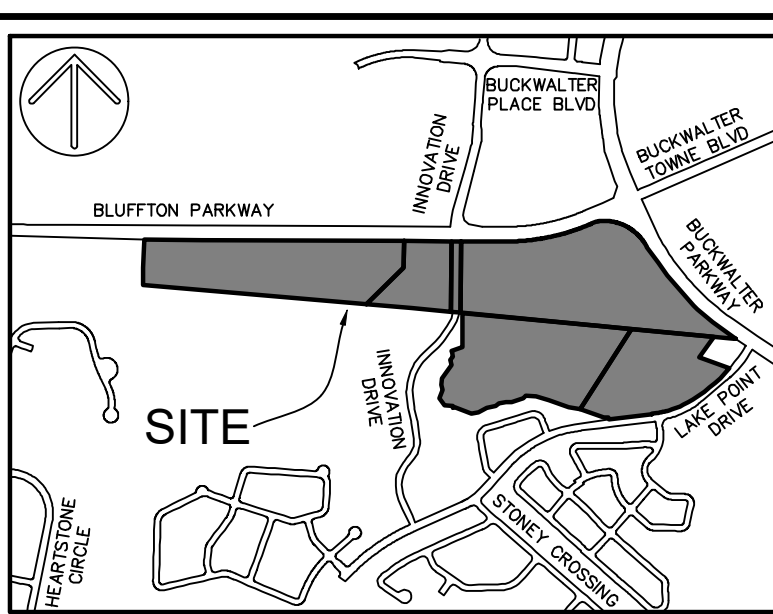 BUCKWALTER
PLACE BLVD
BUCKWALTER
TOWNE BLVD
INNOVATION
DRIVE
BLUFFTON PARKWAY
BUCKWALTER
PARKWAY
INNOVATION
DRIVE
SITE
LAKE POINT
DRIVE
HEARTSTONE
CIRCLE
STONEY CROSSING